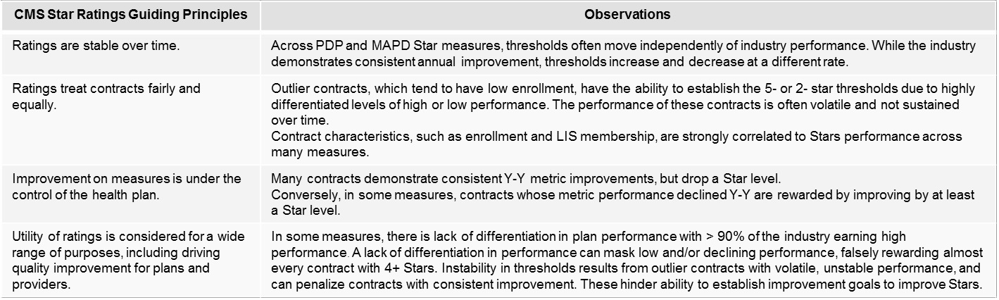 CMS Star Ratings Guiding Principles
Observations
Ratings are stable over time.
Across PDP and MAPD Star measures, thresholds often move independently of industry performance. While the industry
demonstrates consistent annual improvement, thresholds increase and decrease at a different rate.
Ratings treat contracts fairly and
equally.
Outlier contracts, which tend to have low enrollment, have the ability to establish the 5- or 2- star thresholds due to highly
differentiated levels of high or low performance. The performance of these contracts is often volatile and not sustained
over time.
Contract characteristics, such as enrollment and LIS membership, are strongly correlated to Stars performance across
many measures.
Improvement on measures is under the
control of the health plan.
Many contracts demonstrate consistent Y-Y metric improvements, but drop a Star level.
Conversely, in some measures, contracts whose metric performance declined Y-Y are rewarded by improving by at least
a Star level.
Utility of ratings is considered for a wide
range of purposes, including driving
quality improvement for plans and
providers.
In some measures, there is lack of differentiation in plan performance with > 90% of the industry earning high
performance. A lack of differentiation in performance can mask low and/or declining performance, falsely rewarding almost
every contract with 4+ Stars. Instability in thresholds results from outlier contracts with volatile, unstable performance, and
can penalize contracts with consistent improvement. These hinder ability to establish improvement goals to improve Stars.